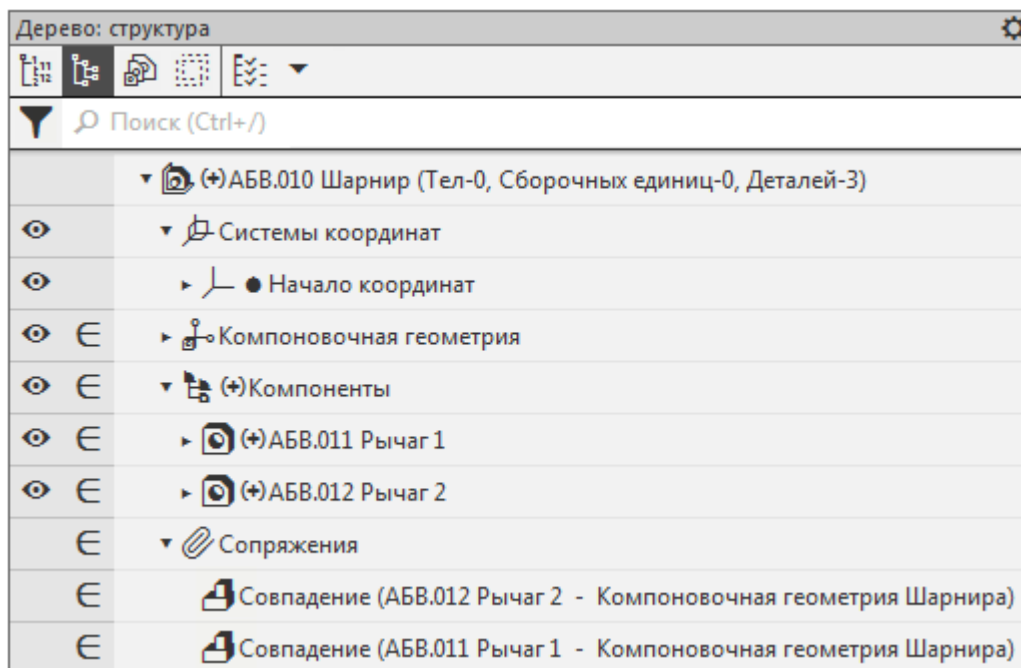 Дерево: структура
Поиск (Ctrl+/)
(+)АБВ.010 Шарнир (Тел-0, Сборочных единиц-0, Деталей-3)
Системы координат
Начало координат
Компоновочная геометрия
(+)Компоненты
(+)АБВ.011 Рычаг 1
(+)АБВ.012 Рычаг 2
Сопряжения
Совпадение (АБВ.012 Рычаг 2 - Компоновочная геометрия Шарнира)
Совпадение (АБВ.011 Рычаг 1 - Компоновочная геометрия Шарнира)